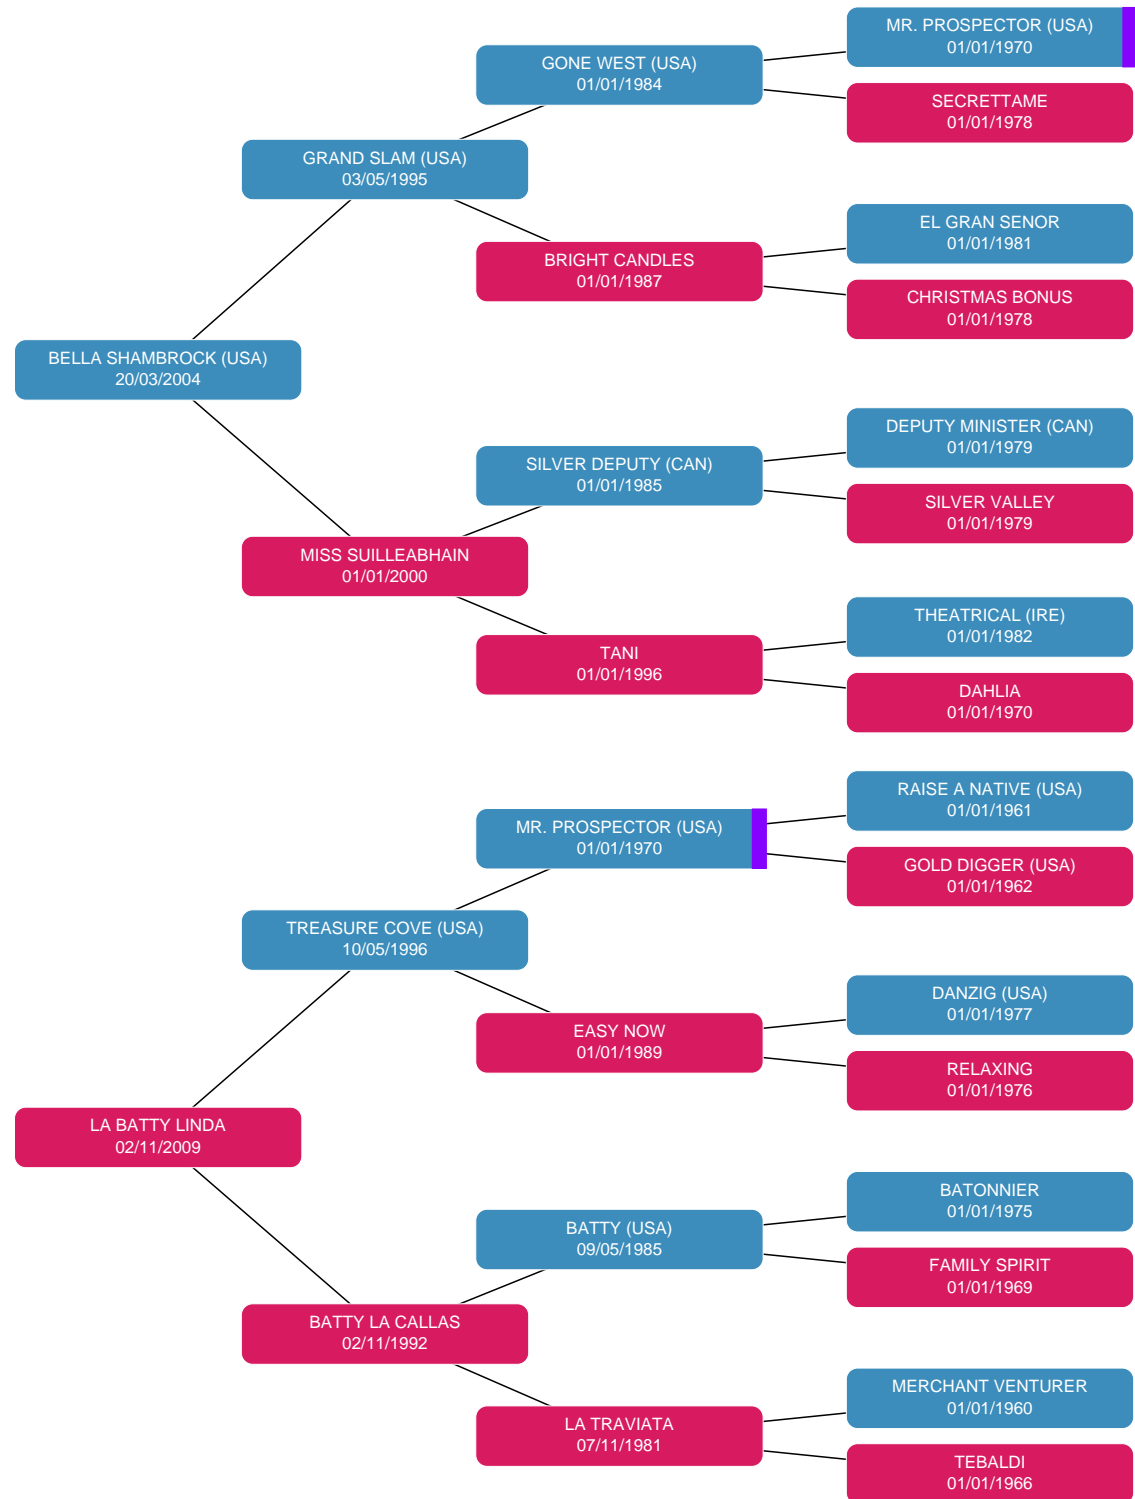 MR. PROSPECTOR (USA)
01/01/1970
GONE WEST (USA)
01/01/1984
SECRETTAME
01/01/1978
GRAND SLAM (USA)
03/05/1995
EL GRAN SENOR
01/01/1981
BRIGHT CANDLES
01/01/1987
CHRISTMAS BONUS
01/01/1978
BELLA SHAMBROCK (USA)
20/03/2004
DEPUTY MINISTER (CAN)
01/01/1979
SILVER DEPUTY (CAN)
01/01/1985
SILVER VALLEY
01/01/1979
MISS SUILLEABHAIN
01/01/2000
THEATRICAL (IRE)
01/01/1982
TANI
01/01/1996
DAHLIA
01/01/1970
RAISE A NATIVE (USA)
01/01/1961
MR. PROSPECTOR (USA)
01/01/1970
GOLD DIGGER (USA)
01/01/1962
TREASURE COVE (USA)
10/05/1996
DANZIG (USA)
01/01/1977
EASY NOW
01/01/1989
RELAXING
01/01/1976
LA BATTY LINDA
02/11/2009
BATONNIER
01/01/1975
BATTY (USA)
09/05/1985
FAMILY SPIRIT
01/01/1969
BATTY LA CALLAS
02/11/1992
MERCHANT VENTURER
01/01/1960
LA TRAVIATA
07/11/1981
TEBALDI
01/01/1966